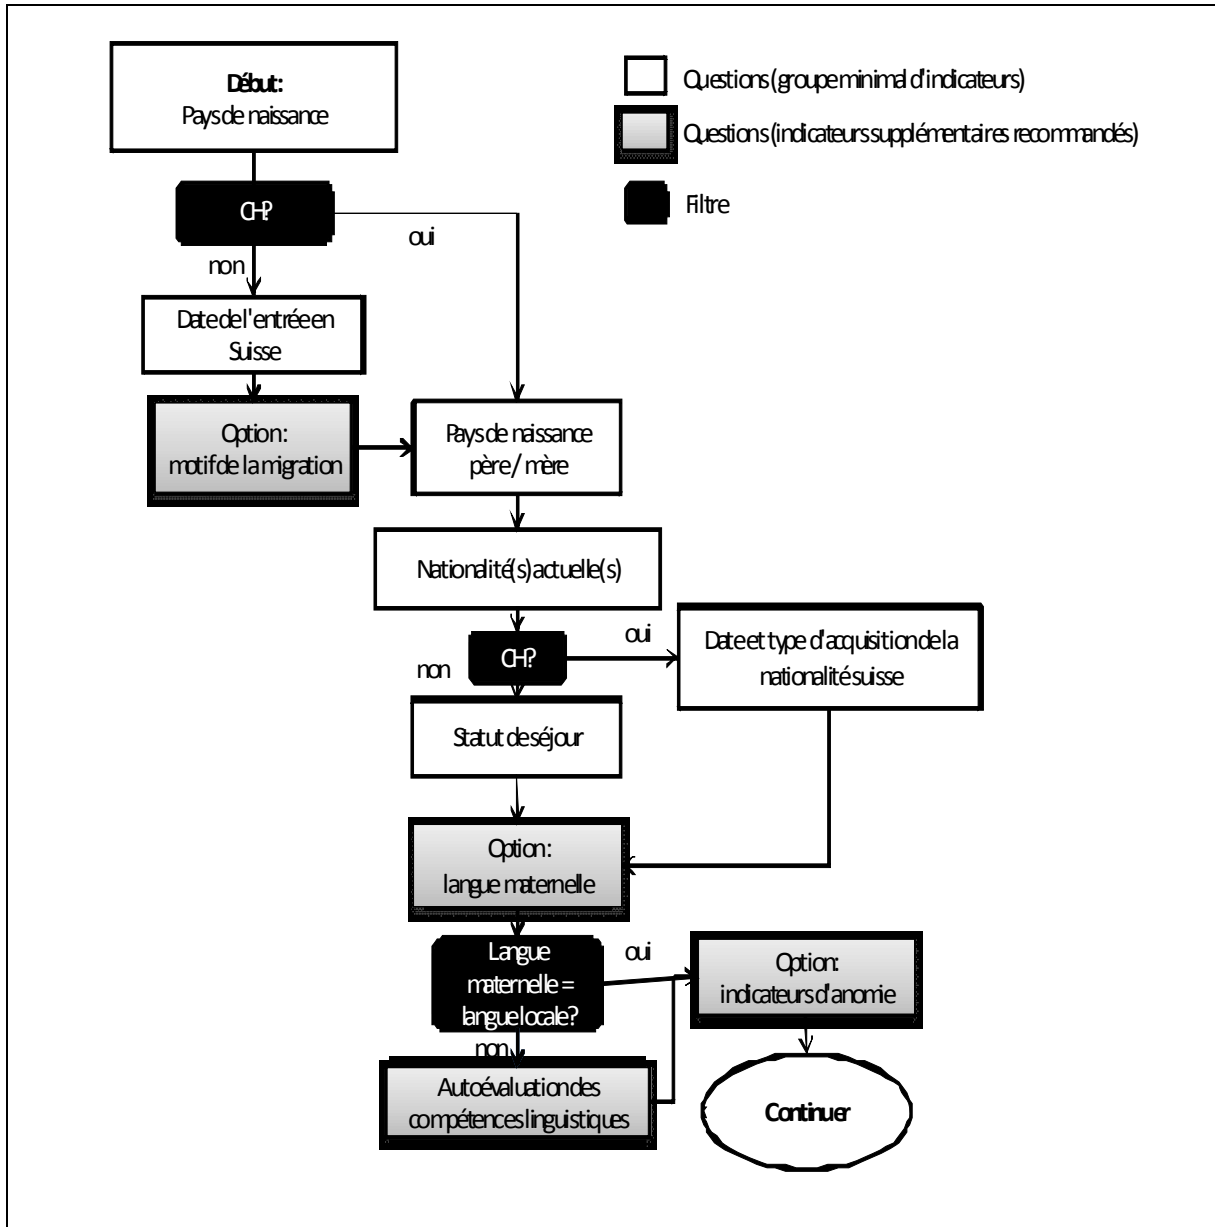 Début:
Pays de naissance
Questions (groupe minimal d'indicateurs)
Questions (indicateurs supplémentaires recommandés)
Filtre
CH?
oui
non
Date de l'entrée en
Suisse
Option:
motif de la migration
Pays de naissance
père / mère
Nationalité(s) actuelle(s)
CH?
oui
non
Date et type d'acquisition de la
nationalité suisse
Statut de séjour
Option:
langue maternelle
Langue
maternelle =
langue locale?
oui
non
Option:
indicateurs d'anomie
Autoévaluation des
compétences linguistiques
Continuer